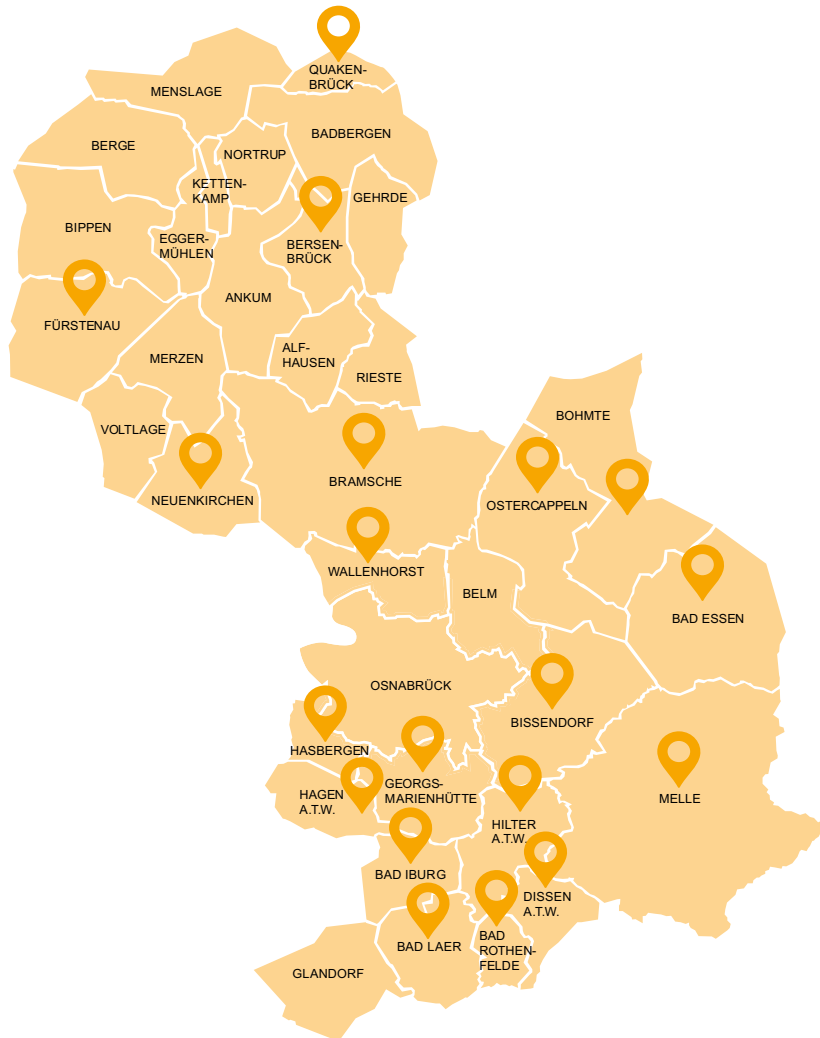 QUAKEN-
BRÜCK
MENSLAGE
BADBERGEN
BERGE
NORTRUP
KETTEN-
KAMP
GEHRDE
BIPPEN
EGGER-
MÜHLEN
BERSEN-
BRÜCK
ANKUM
FÜRSTENAU
ALF-
HAUSEN
MERZEN
RIESTE
BOHMTE
VOLTLAGE
BRAMSCHE
NEUENKIRCHEN
OSTERCAPPELN
WALLENHORST
BELM
BAD ESSEN
OSNABRÜCK
BISSENDORF
HASBERGEN
HAGEN
A.T.W.
GEORGS-
MARIENHÜTTE
MELLE
HILTER
A.T.W.
BAD IBURG
DISSEN
A.T.W.
BAD LAER
BAD
ROTHEN-
FELDE
GLANDORF